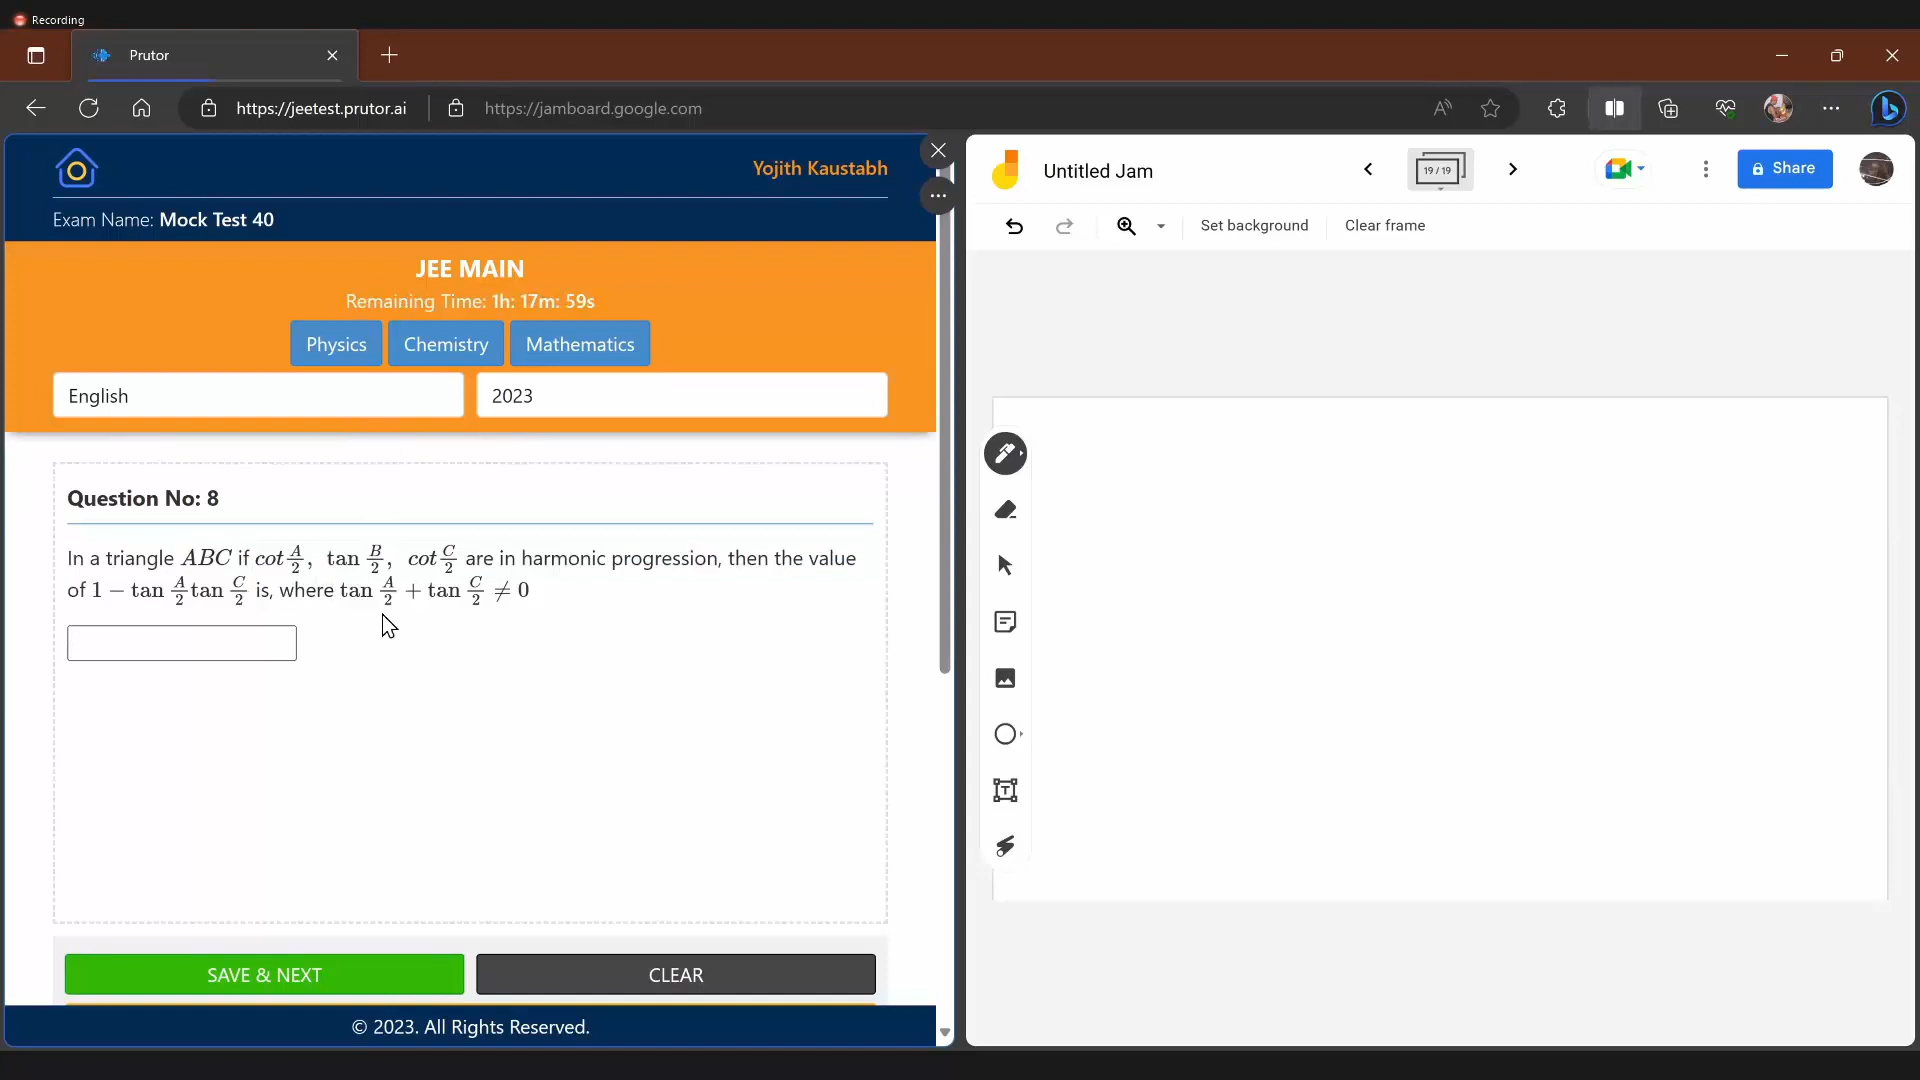 Recording
Prutor
https://jeetest.prutor.ai
https://jamboard.google.com
Yojith Kaustabh
Exam Name: Mock Test 40
JEE MAIN
Remaining Time: 1h: 17m: 59s
Physics
Chemistry
Mathematics
English
2023
Question No: 8
In a triangle ABC if cot A/2, tan B/2, cot C/2 are in harmonic progression, then the value
of 1 − tan A/2 tan C/2 is, where tan A/2 + tan C/2 ≠ 0
SAVE & NEXT
CLEAR
© 2023. All Rights Reserved.
Untitled Jam
19 / 19
Share
Set background
Clear frame